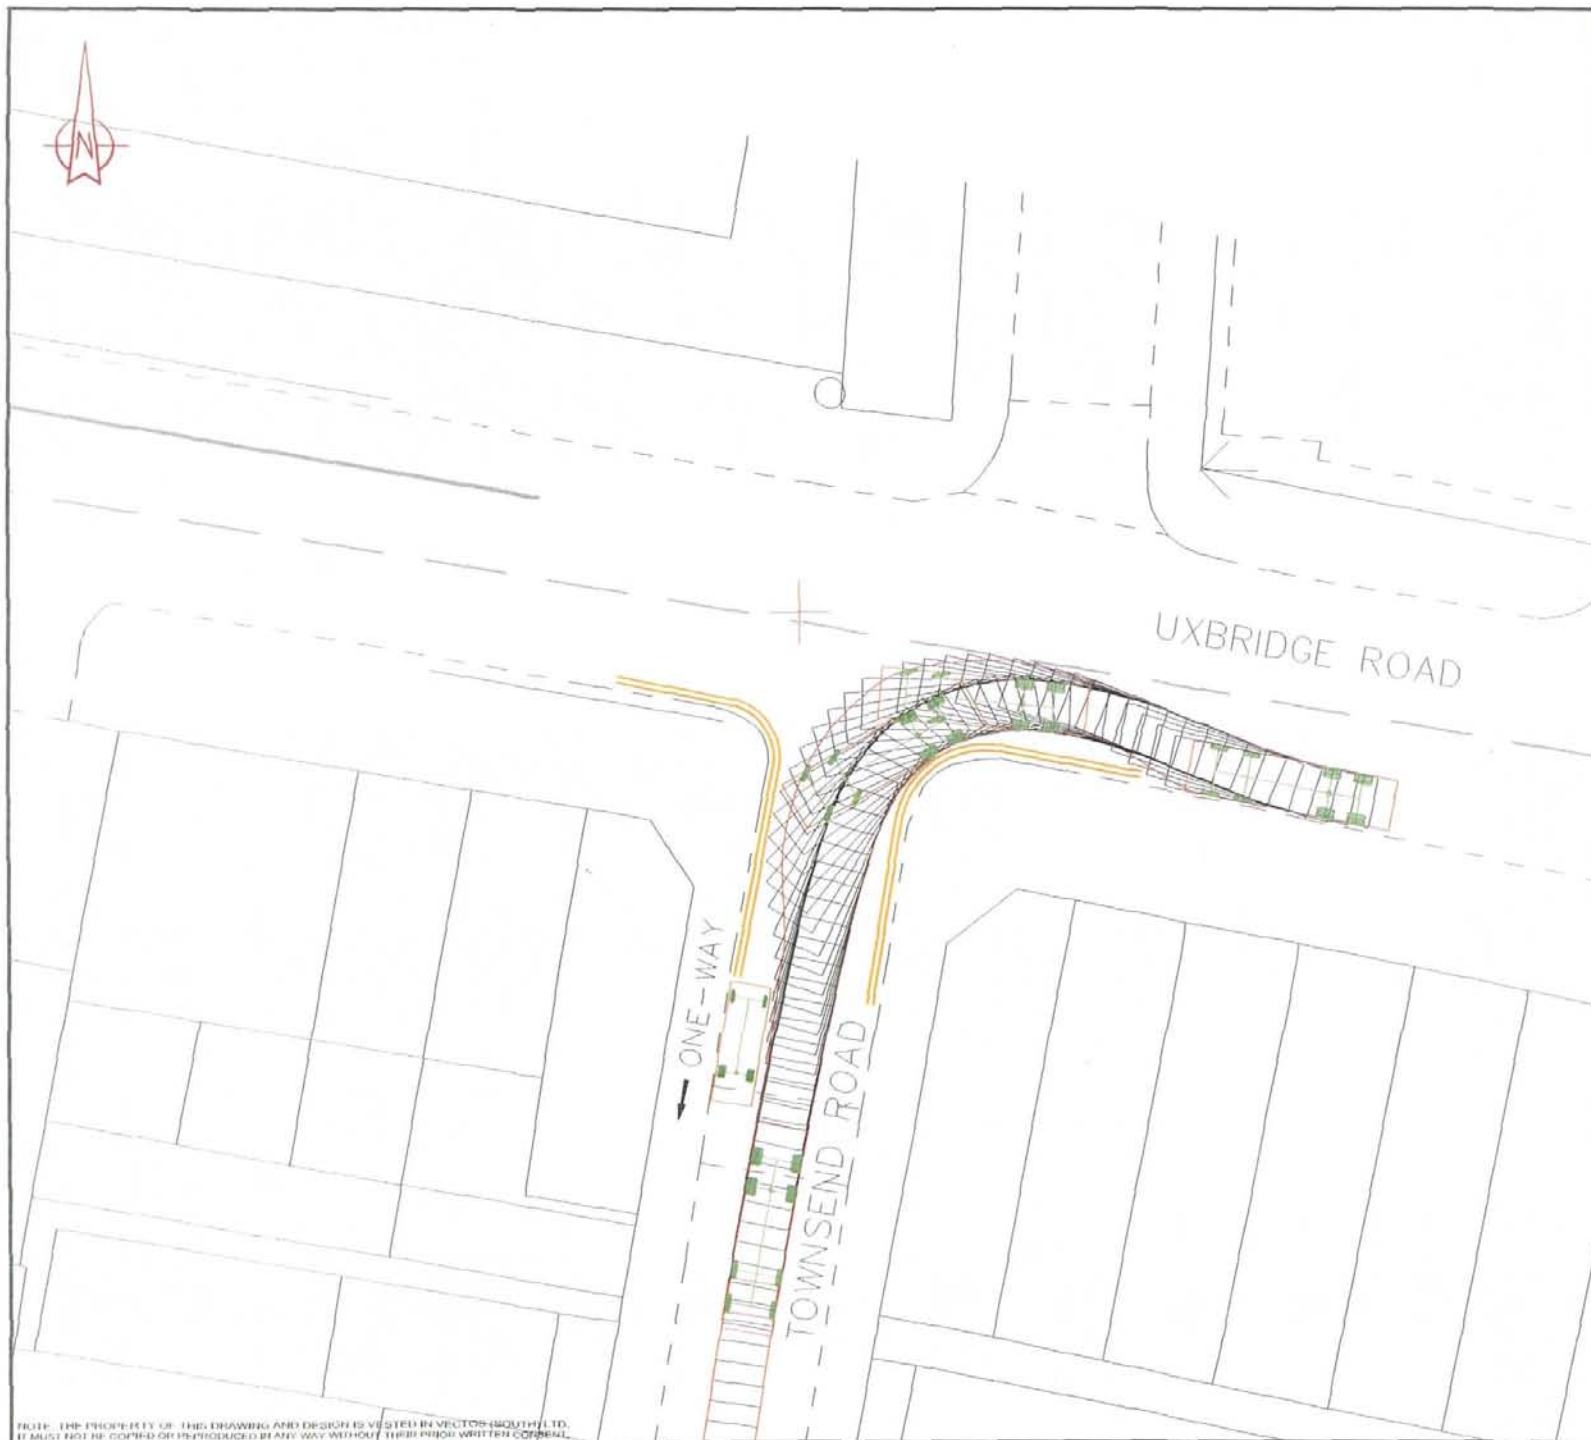 N
UXBRIDGE ROAD
ONE-WAY
TOWNSEND ROAD
NOTE: THE PROPERTY OF THIS DRAWING AND DESIGN IS VESTED IN VECTOS (SOUTH) LTD.
IT MUST NOT BE COPIED OR REPRODUCED IN ANY WAY WITHOUT THEIR PRIOR WRITTEN CONSENT.